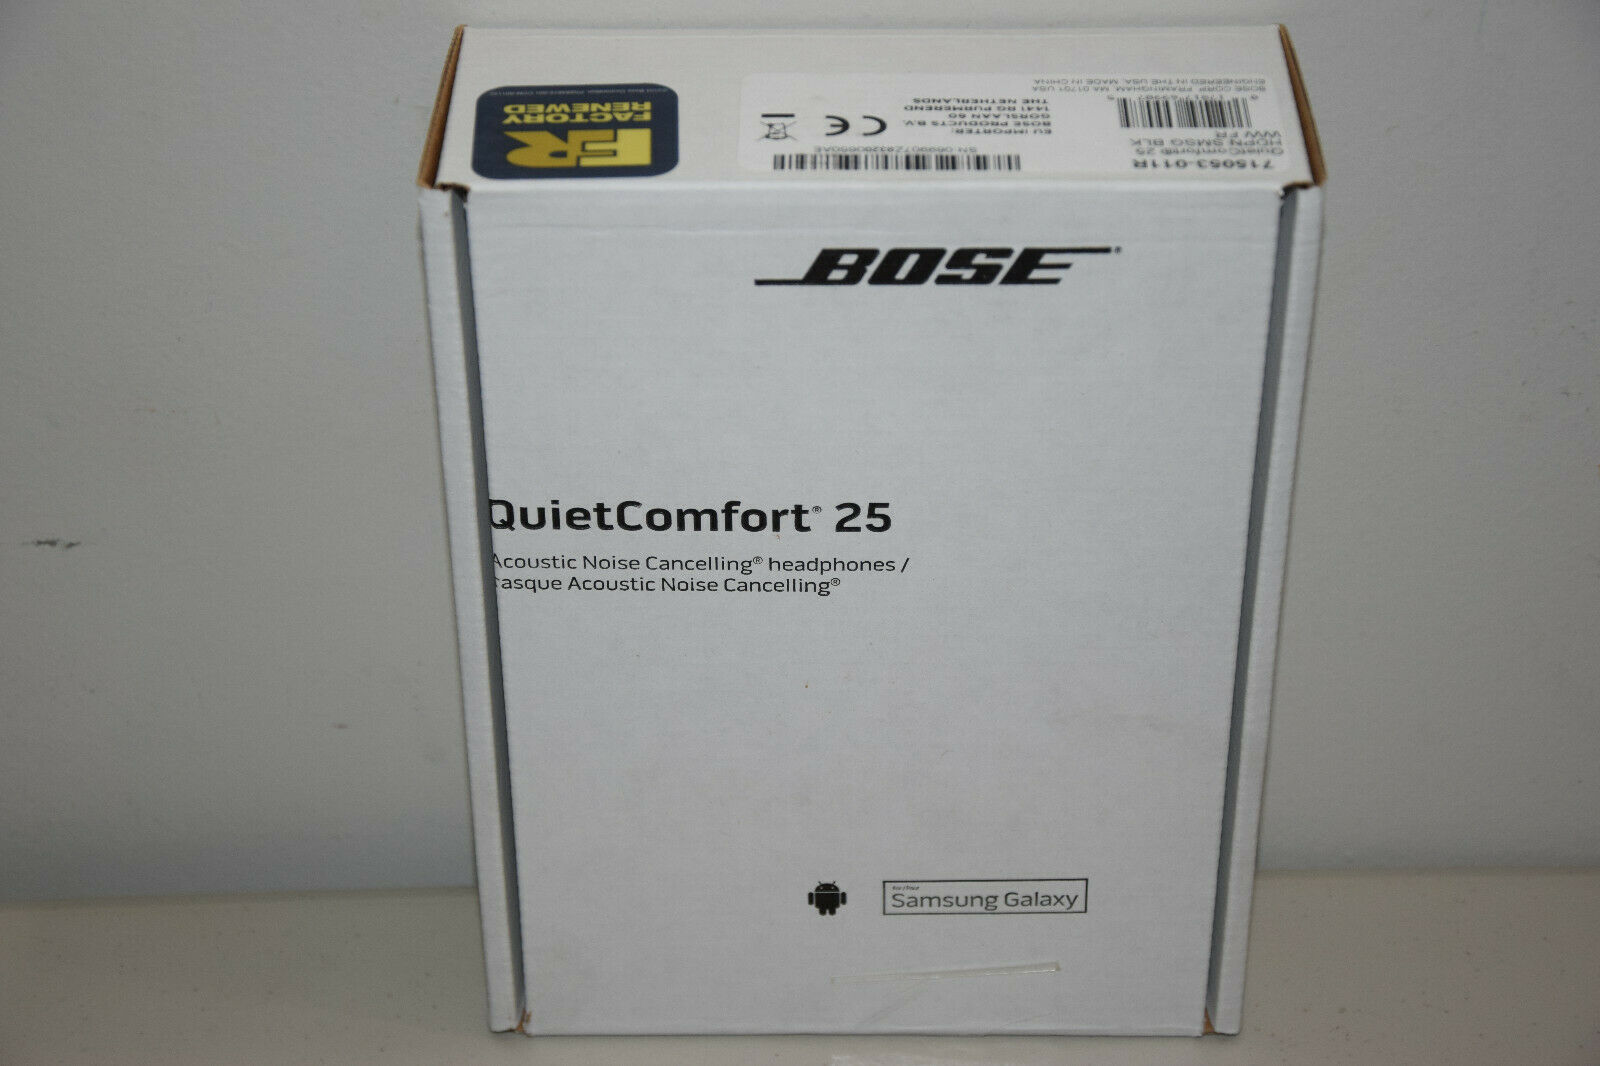 FR
FACTORY
RENEWED
715053-011R
QuietComfort® 25
HDPN SMSG BLK
WW FR
BOSE CORP. FRAMINGHAM, MA 01701 USA
ENGINEERED IN THE USA. MADE IN CHINA
EU IMPORTER:
BOSE PRODUCTS B.V.
GORSLAAN 60
1441 RG PURMEREND
THE NETHERLANDS
CE
BOSE®
QuietComfort® 25
Acoustic Noise Cancelling® headphones /
casque Acoustic Noise Cancelling®
For / Pour
Samsung Galaxy